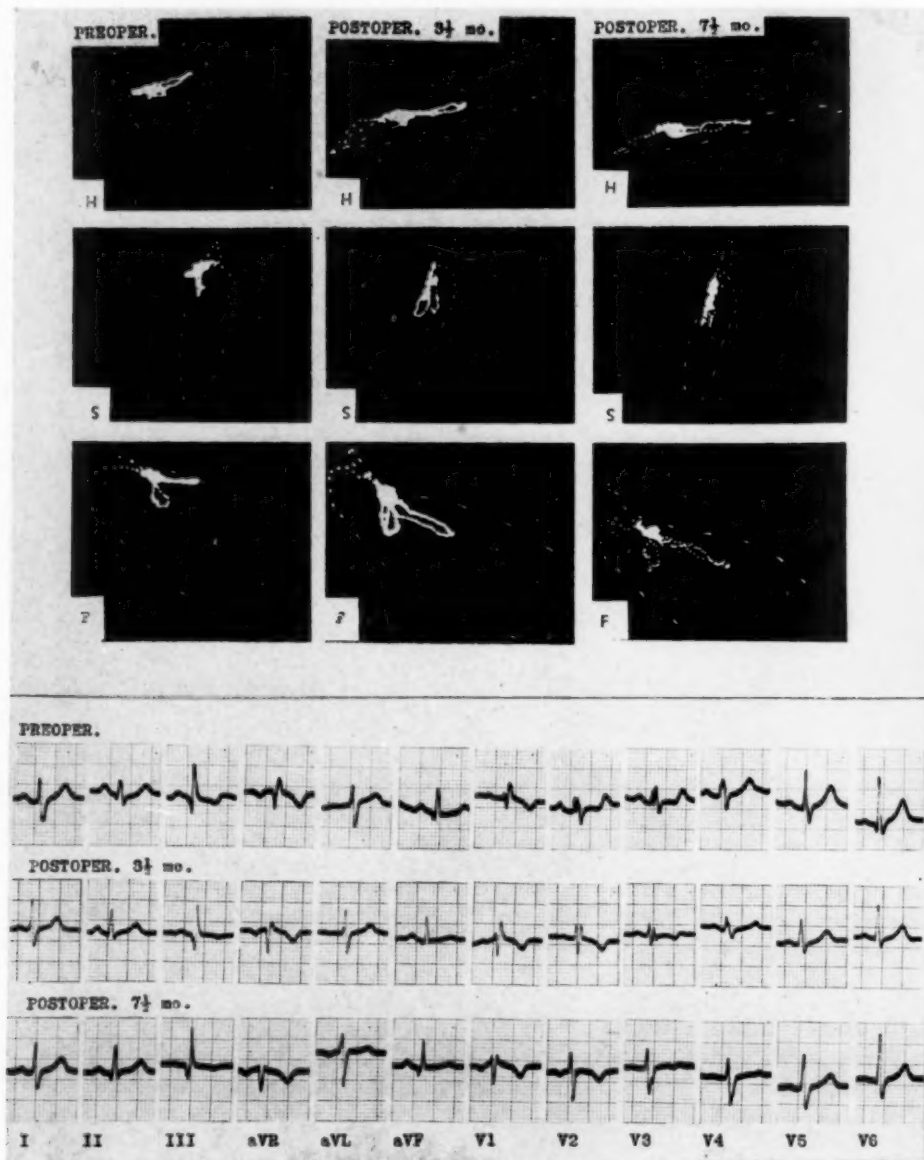 PREOPER. POSTOPER. 3½ mo. POSTOPER. 7½ mo.
H H H
S S S
F F F
PREOPER.
POSTOPER. 3½ mo.
POSTOPER. 7½ mo.
I II III aVR aVL aVF V1 V2 V3 V4 V5 V6